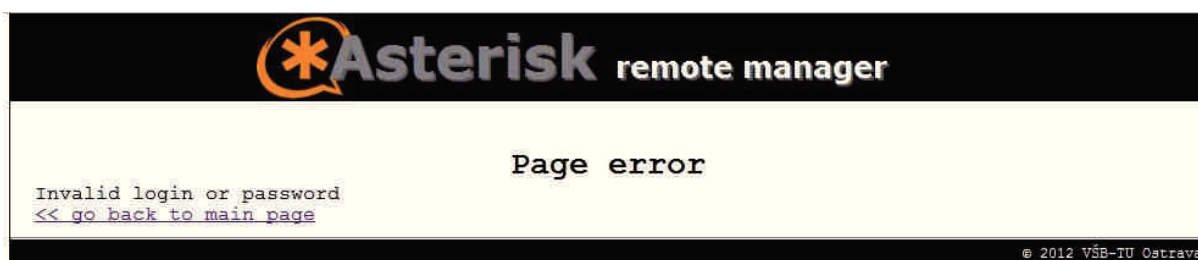 Asterisk remote manager
Page error
Invalid login or password
<< go back to main page
© 2012 VŠB-TU Ostrava